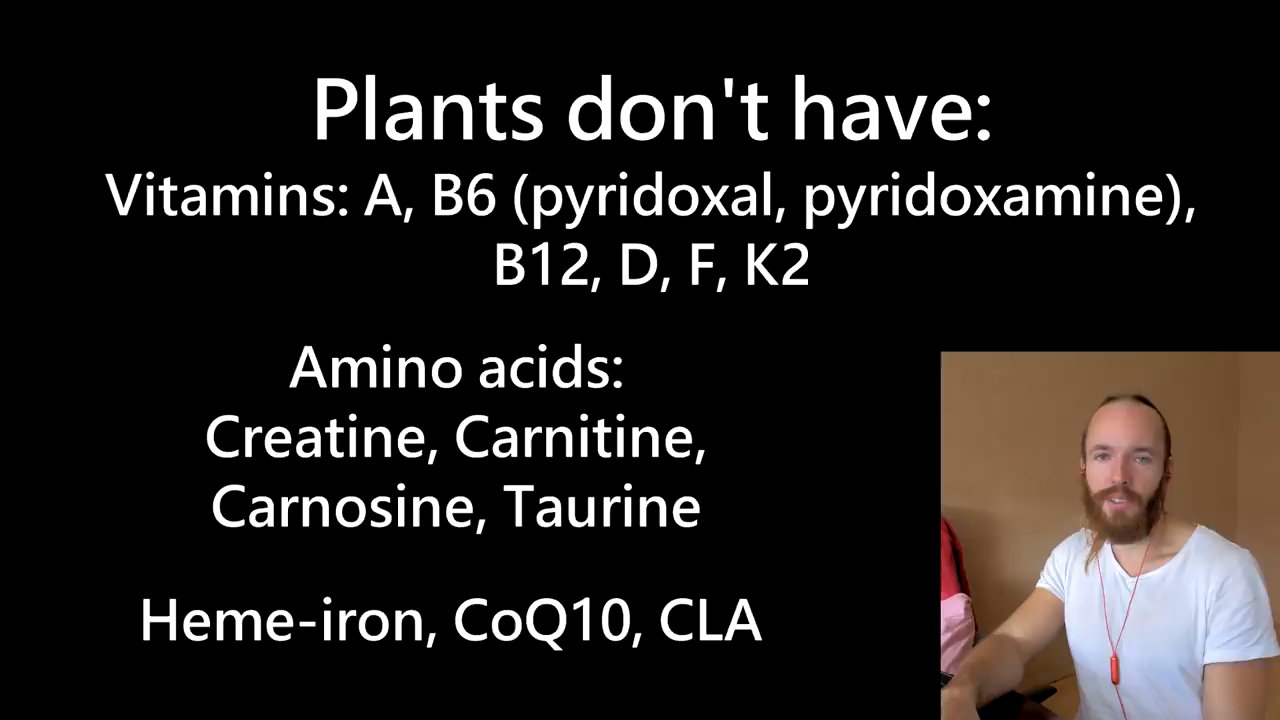 Plants don't have:
Vitamins: A, B6 (pyridoxal, pyridoxamine),
B12, D, F, K2
Amino acids:
Creatine, Carnitine,
Carnosine, Taurine
Heme-iron, CoQ10, CLA